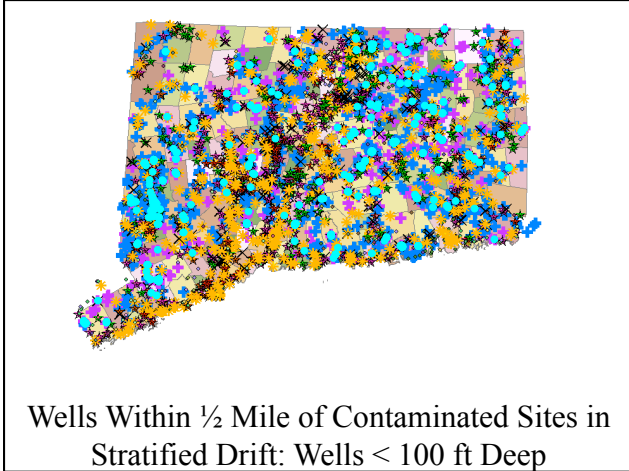 Wells Within ½ Mile of Contaminated Sites in
Stratified Drift: Wells < 100 ft Deep